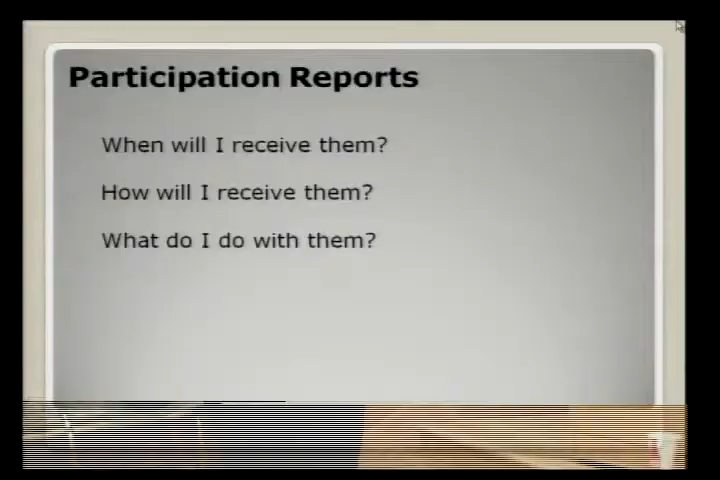 Participation Reports
When will I receive them?
How will I receive them?
What do I do with them?